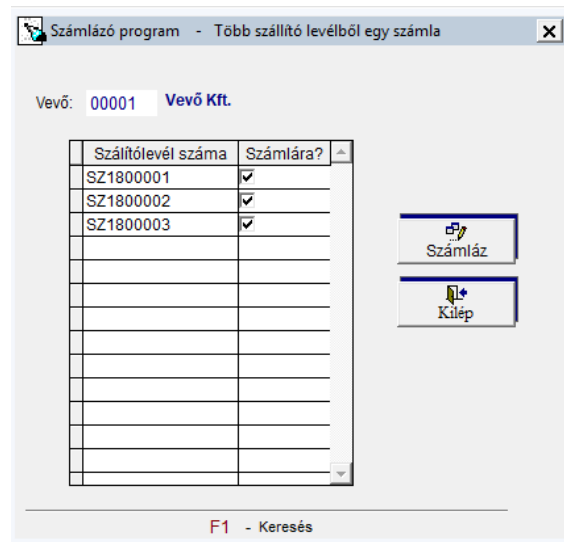 Számlázó program - Több szállító levélből egy számla
Vevő: 00001 Vevő Kft.
Szálítólevél száma Számlára?
SZ1800001
SZ1800002
SZ1800003
Számláz
Kilép
F1 - Keresés